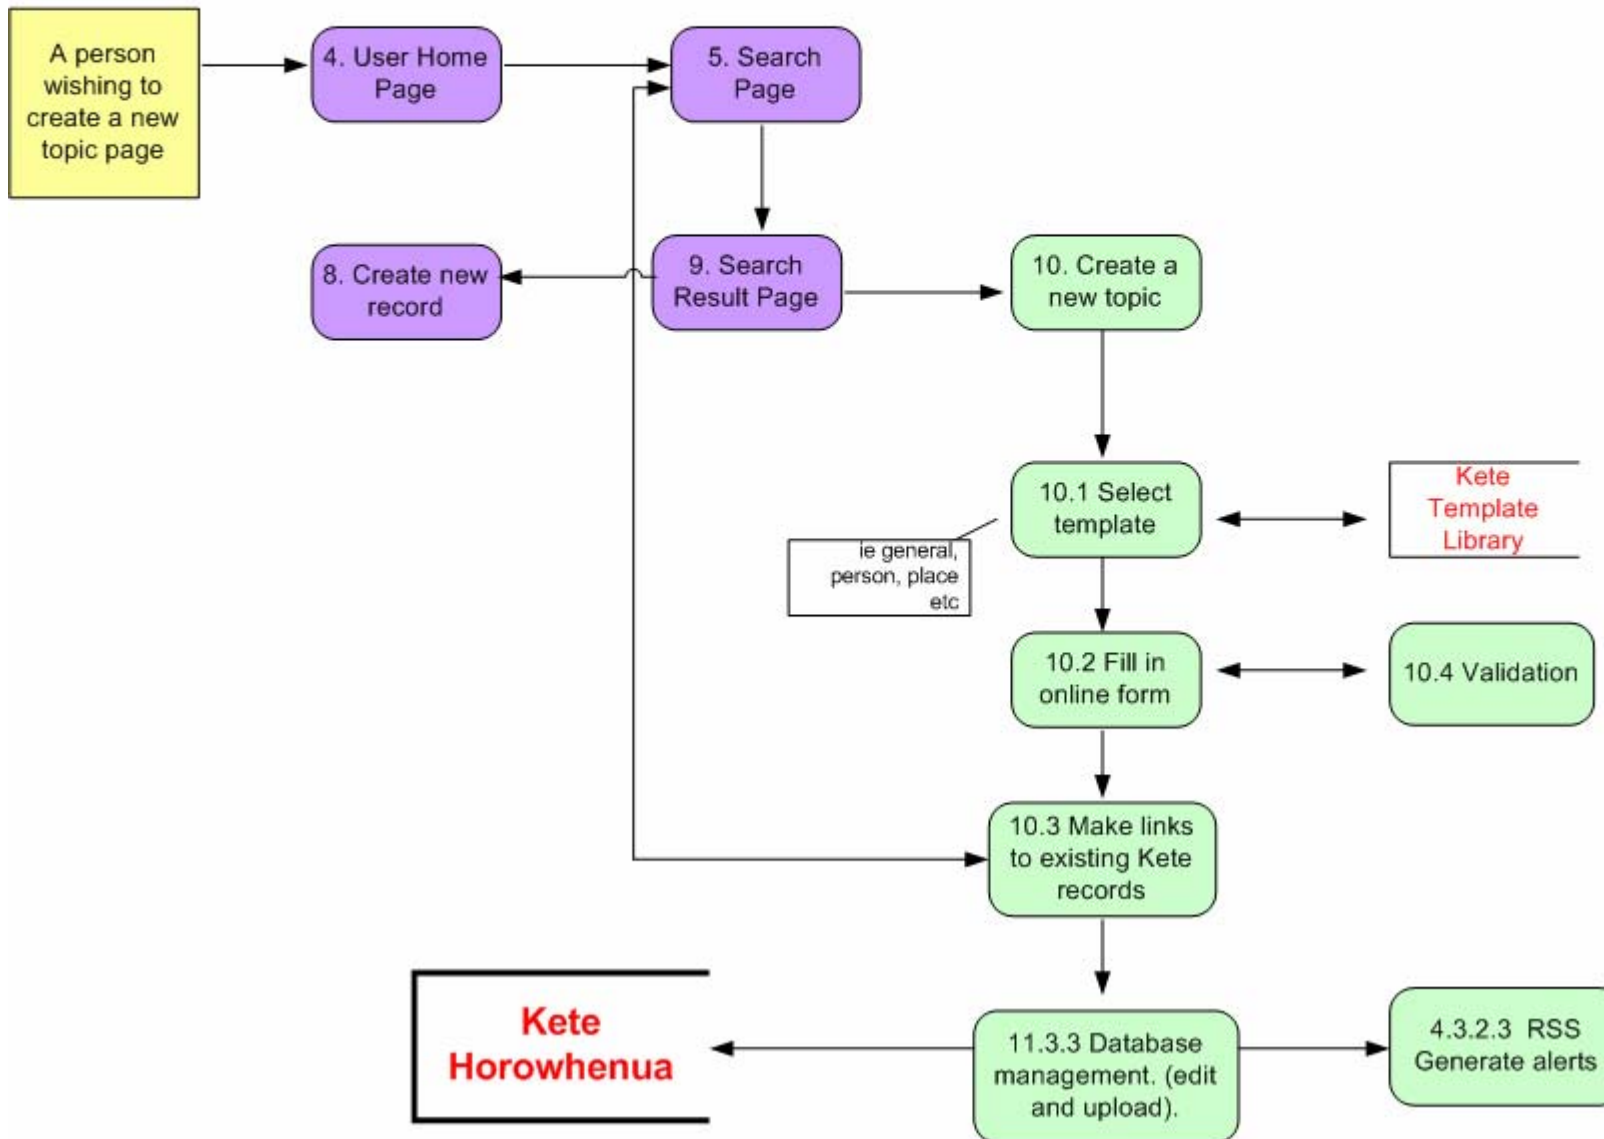 A person
wishing to
create a new
topic page
4. User Home
Page
5. Search
Page
8. Create new
record
9. Search
Result Page
10. Create a
new topic
10.1 Select
template
Kete
Template
Library
ie general,
person, place
etc
10.2 Fill in
online form
10.4 Validation
10.3 Make links
to existing Kete
records
Kete
Horowhenua
11.3.3 Database
management. (edit
and upload).
4.3.2.3 RSS
Generate alerts